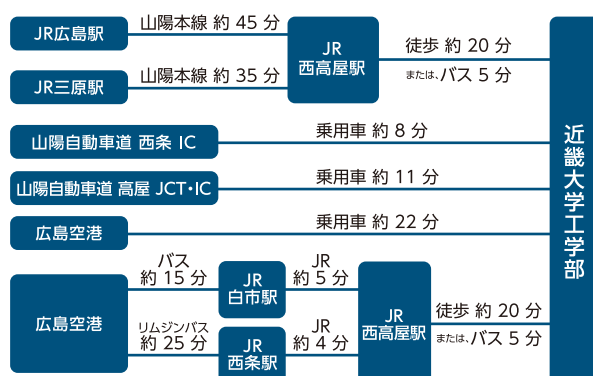 JR広島駅
山陽本線 約 45 分
JR三原駅
山陽本線 約 35 分
JR
西高屋駅
徒歩 約 20 分
または、バス 5 分
山陽自動車道 西条 IC
乗用車 約 8 分
山陽自動車道 高屋 JCT・IC
乗用車 約 11 分
広島空港
乗用車 約 22 分
広島空港
バス
約 15 分
JR
白市駅
JR
約 5 分
リムジンバス
約 25 分
JR
西条駅
JR
約 4 分
JR
西高屋駅
徒歩 約 20 分
または、バス 5 分
近畿大学工学部